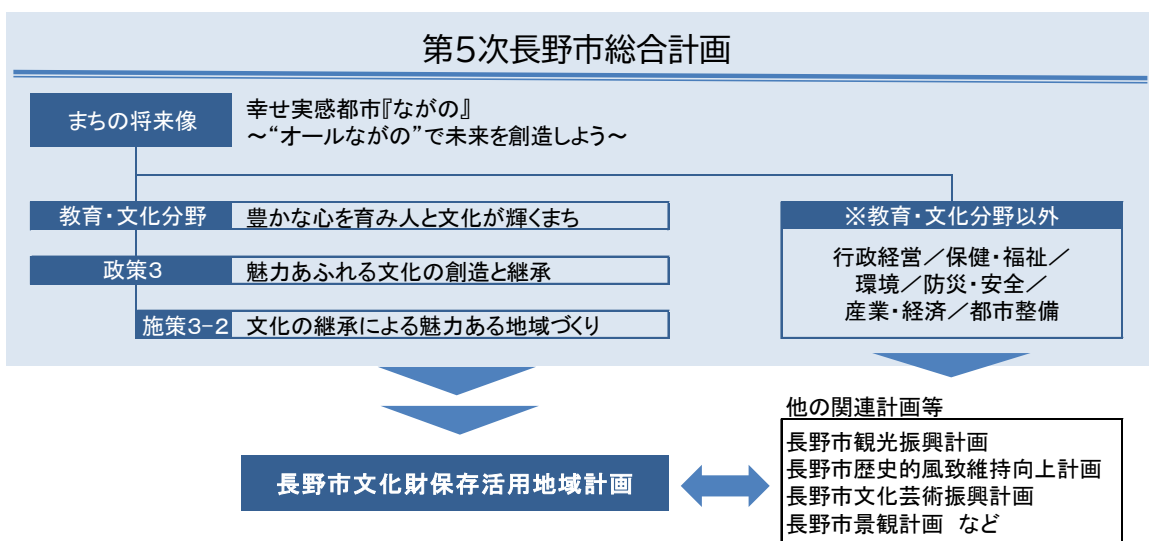 第5次長野市総合計画
まちの将来像
幸せ実感都市『ながの』
～“オールながの”で未来を創造しよう～
教育・文化分野
豊かな心を育み人と文化が輝くまち
政策3
魅力あふれる文化の創造と継承
施策3-2
文化の継承による魅力ある地域づくり
※教育・文化分野以外
行政経営／保健・福祉／
環境／防災・安全／
産業・経済／都市整備
長野市文化財保存活用地域計画
他の関連計画等
長野市観光振興計画
長野市歴史的風致維持向上計画
長野市文化芸術振興計画
長野市景観計画 など